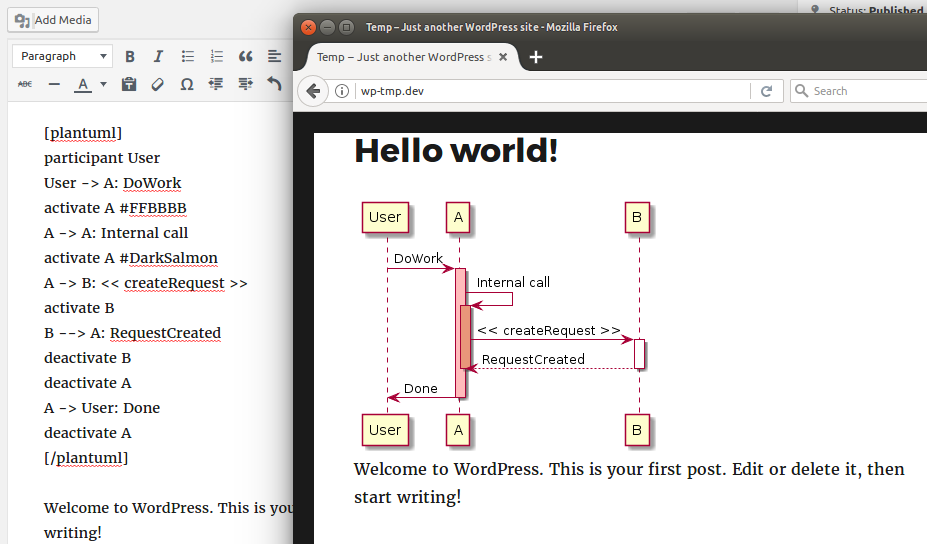 Add Media
Status: Published
Paragraph
B I
ABC A Ω
[plantuml]
participant User
User -> A: DoWork
activate A #FFBBBB
A -> A: Internal call
activate A #DarkSalmon
A -> B: << createRequest >>
activate B
B --> A: RequestCreated
deactivate B
deactivate A
A -> User: Done
deactivate A
[/plantuml]
Welcome to WordPress. This is you
writing!
Temp – Just another WordPress site - Mozilla Firefox
Temp – Just another WordPress s
wp-tmp.dev
Search
Hello world!
User A B
DoWork
Internal call
<< createRequest >>
RequestCreated
Done
User A B
Welcome to WordPress. This is your first post. Edit or delete it, then
start writing!